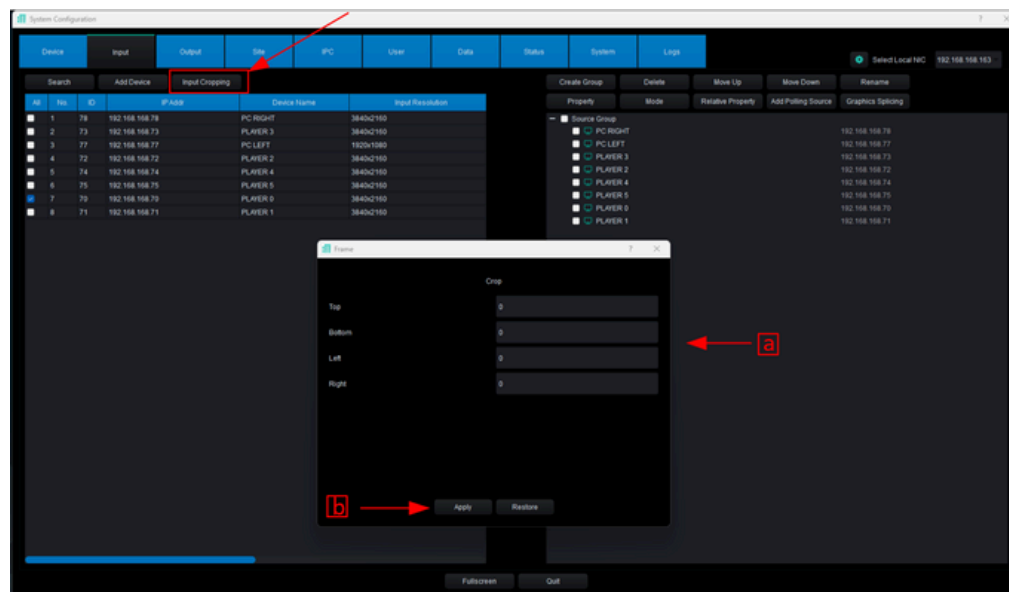 System Configuration ? ×
Device Input Output Site IPC User Data Status System Logs
Select Local NIC 192.168.168.163
Search Add Device Input Cropping
All No. ID IP Addr Device Name Input Resolution
1 78 192.168.168.78 PC RIGHT 3840x2160
2 73 192.168.168.73 PLAYER 3 3840x2160
3 77 192.168.168.77 PC LEFT 1920x1080
4 72 192.168.168.72 PLAYER 2 3840x2160
5 74 192.168.168.74 PLAYER 4 3840x2160
6 75 192.168.168.75 PLAYER 5 3840x2160
7 70 192.168.168.70 PLAYER 0 3840x2160
8 71 192.168.168.71 PLAYER 1 3840x2160
Create Group Delete Move Up Move Down Rename
Property Mode Relative Property Add Polling Source Graphics Splicing
Source Group
PC RIGHT 192.168.168.78
PC LEFT 192.168.168.77
PLAYER 3 192.168.168.73
PLAYER 2 192.168.168.72
PLAYER 4 192.168.168.74
PLAYER 5 192.168.168.75
PLAYER 0 192.168.168.70
PLAYER 1 192.168.168.71
Frame ? ×
Crop
Top 0
Bottom 0
Left 0
Right 0
a
b
Apply Restore
Fullscreen Quit